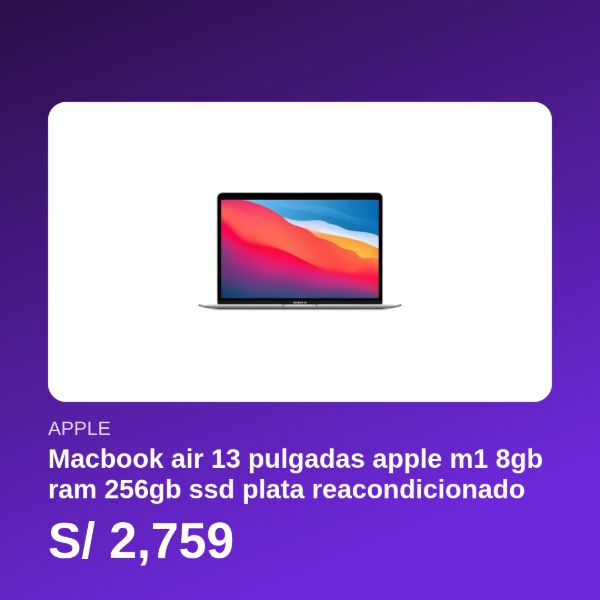 APPLE
Macbook air 13 pulgadas apple m1 8gb
ram 256gb ssd plata reacondicionado
S/ 2,759